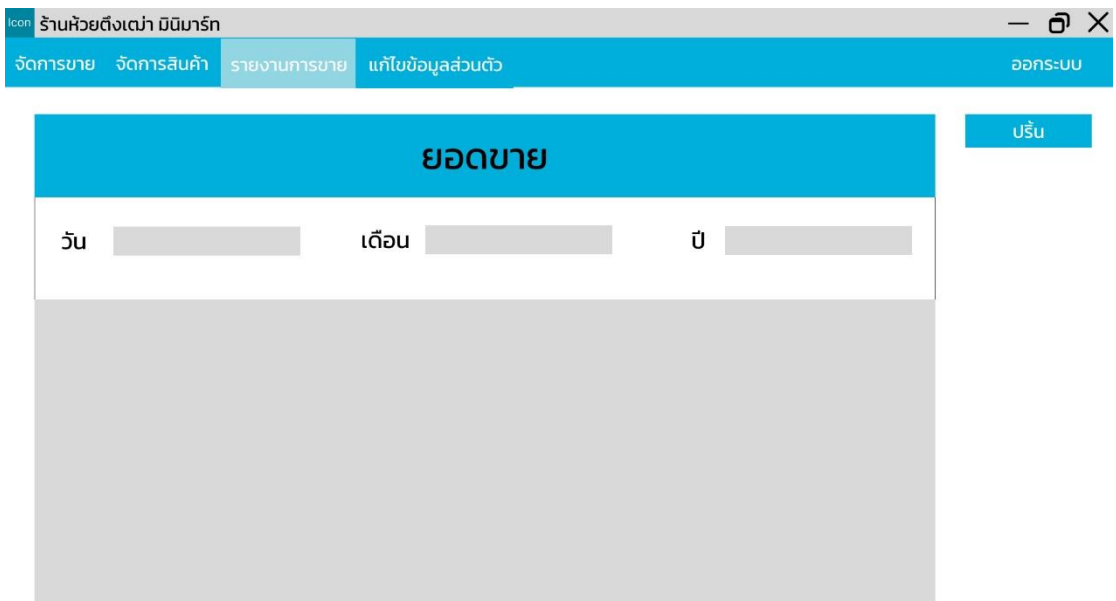 Icon ร้านห้วยตึงเฒ่า มินิมาร์ท
จัดการขาย จัดการสินค้า รายงานการขาย แก้ไขข้อมูลส่วนตัว ออกระบบ
ยอดขาย
ปริ้น
วัน เดือน ปี